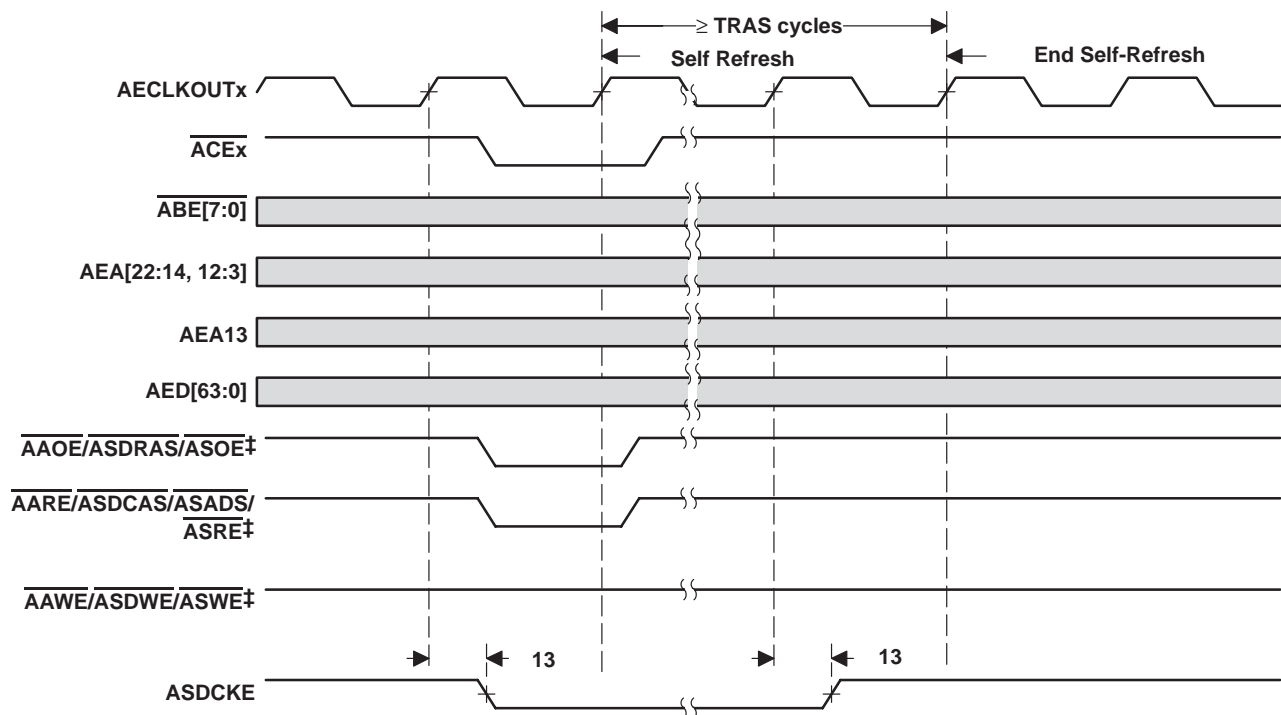 ≥ TRAS cycles
Self Refresh
End Self-Refresh
AECLKOUTx
ACEx
ABE[7:0]
AEA[22:14, 12:3]
AEA13
AED[63:0]
AAOE/ASDRAS/ASOE‡
AARE/ASDCAS/ASADS/
ASRE‡
AAWE/ASDWE/ASWE‡
13
13
ASDCKE